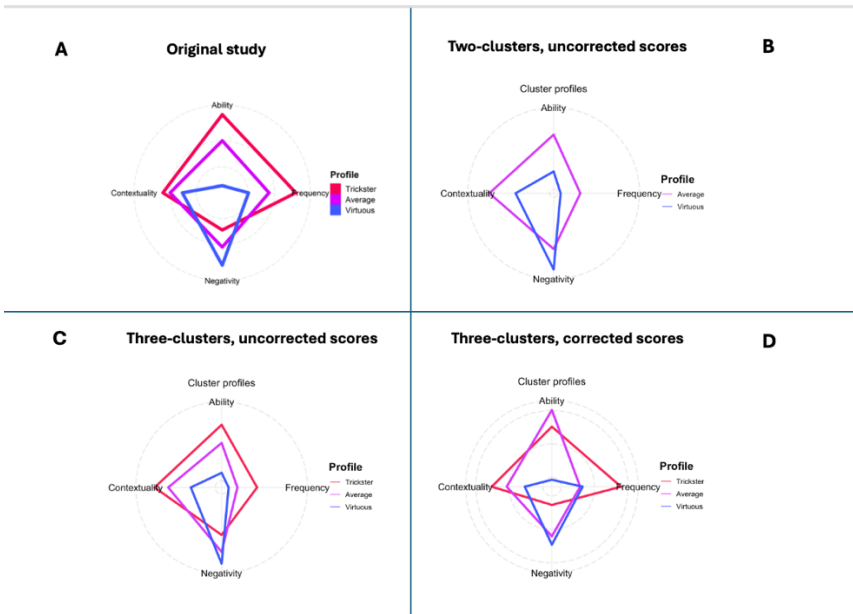 A
Original study
Ability
Contextuality
Frequency
Negativity
Profile
Trickster
Average
Virtuous
Two-clusters, uncorrected scores
B
Cluster profiles
Ability
Contextuality
Frequency
Negativity
Profile
Average
Virtuous
C
Three-clusters, uncorrected scores
Cluster profiles
Ability
Contextuality
Frequency
Negativity
Profile
Trickster
Average
Virtuous
Three-clusters, corrected scores
D
Cluster profiles
Ability
Contextuality
Frequency
Negativity
Profile
Trickster
Average
Virtuous